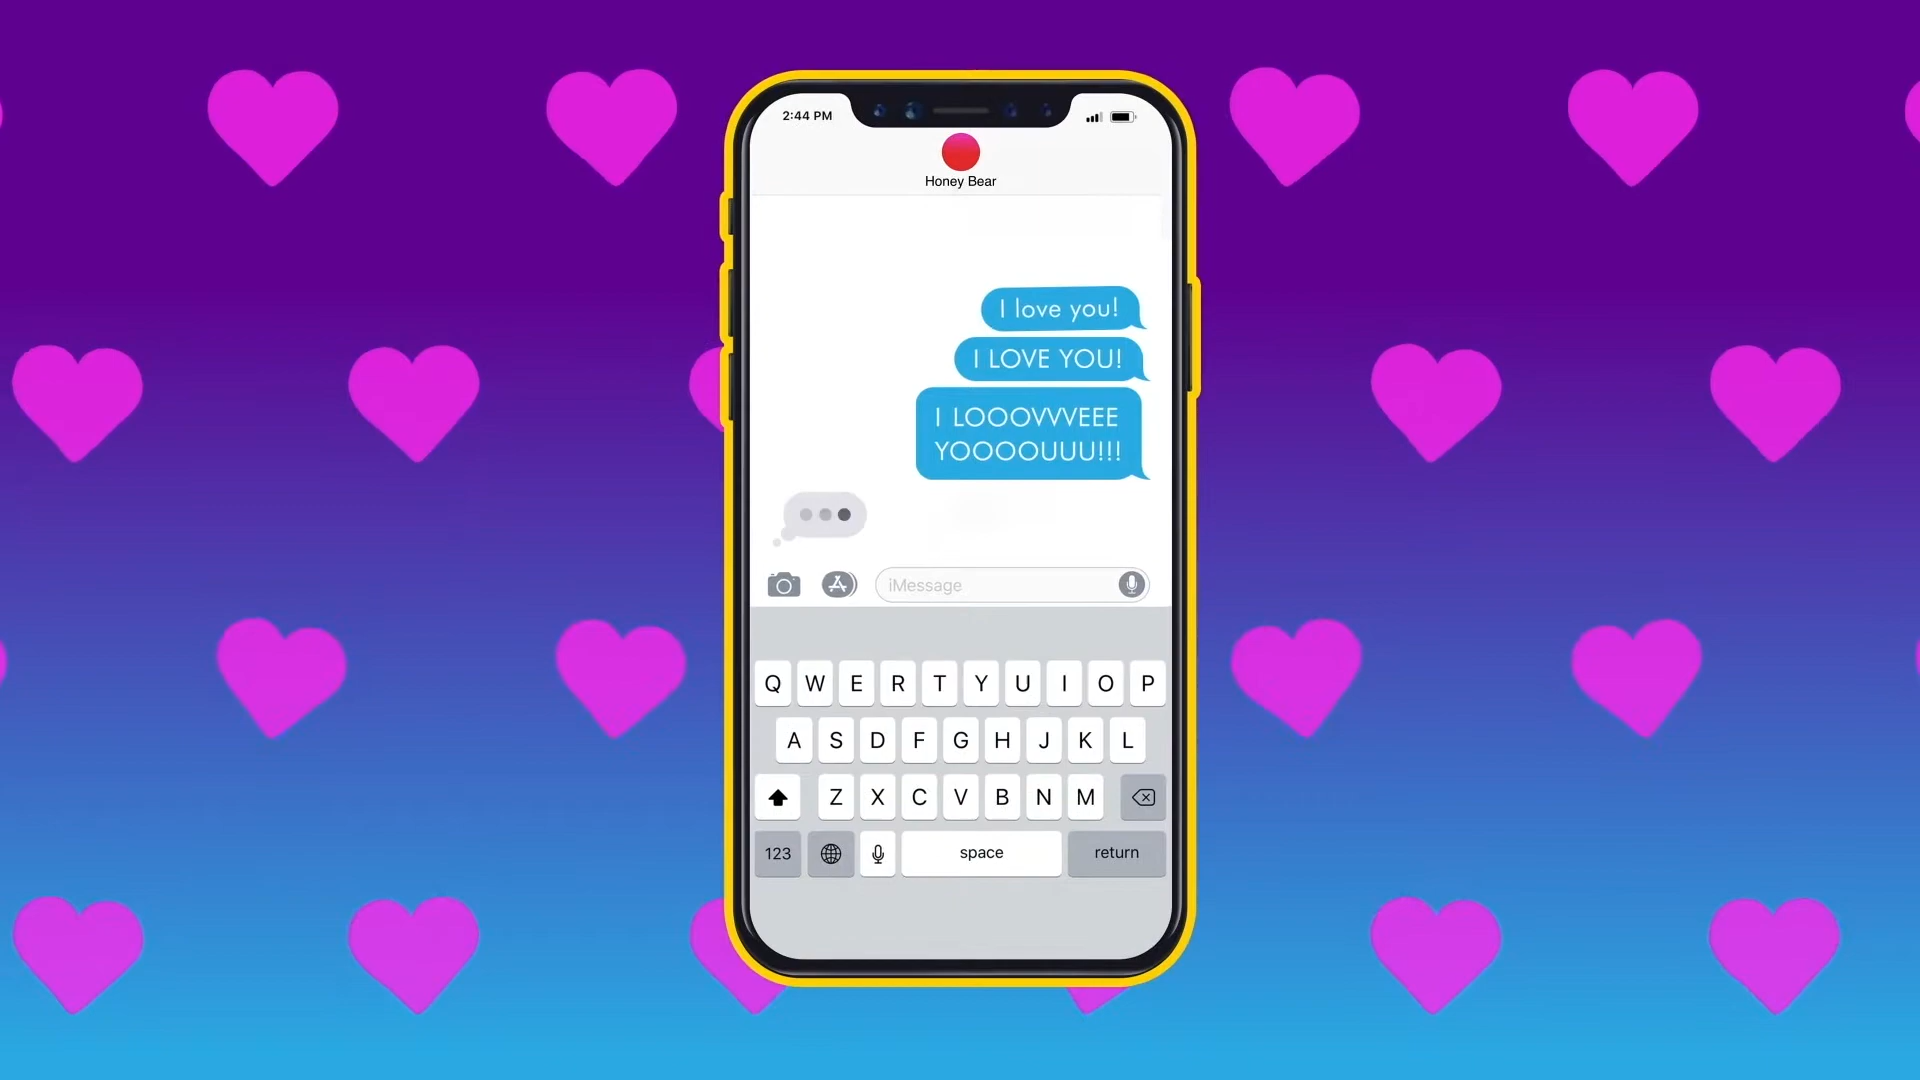 2:44 PM
Honey Bear
I love you!
I LOVE YOU!
I LOOOVVVEEE
YOOOOUUU!!!
iMessage
Q W E R T Y U I O P
A S D F G H J K L
Z X C V B N M
123 space return